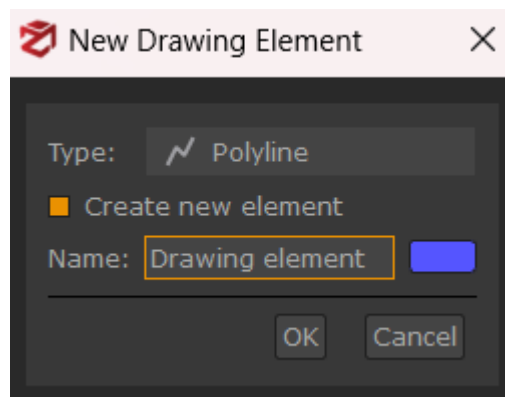 New Drawing Element
Type: Polyline
Create new element
Name: Drawing element
OK Cancel